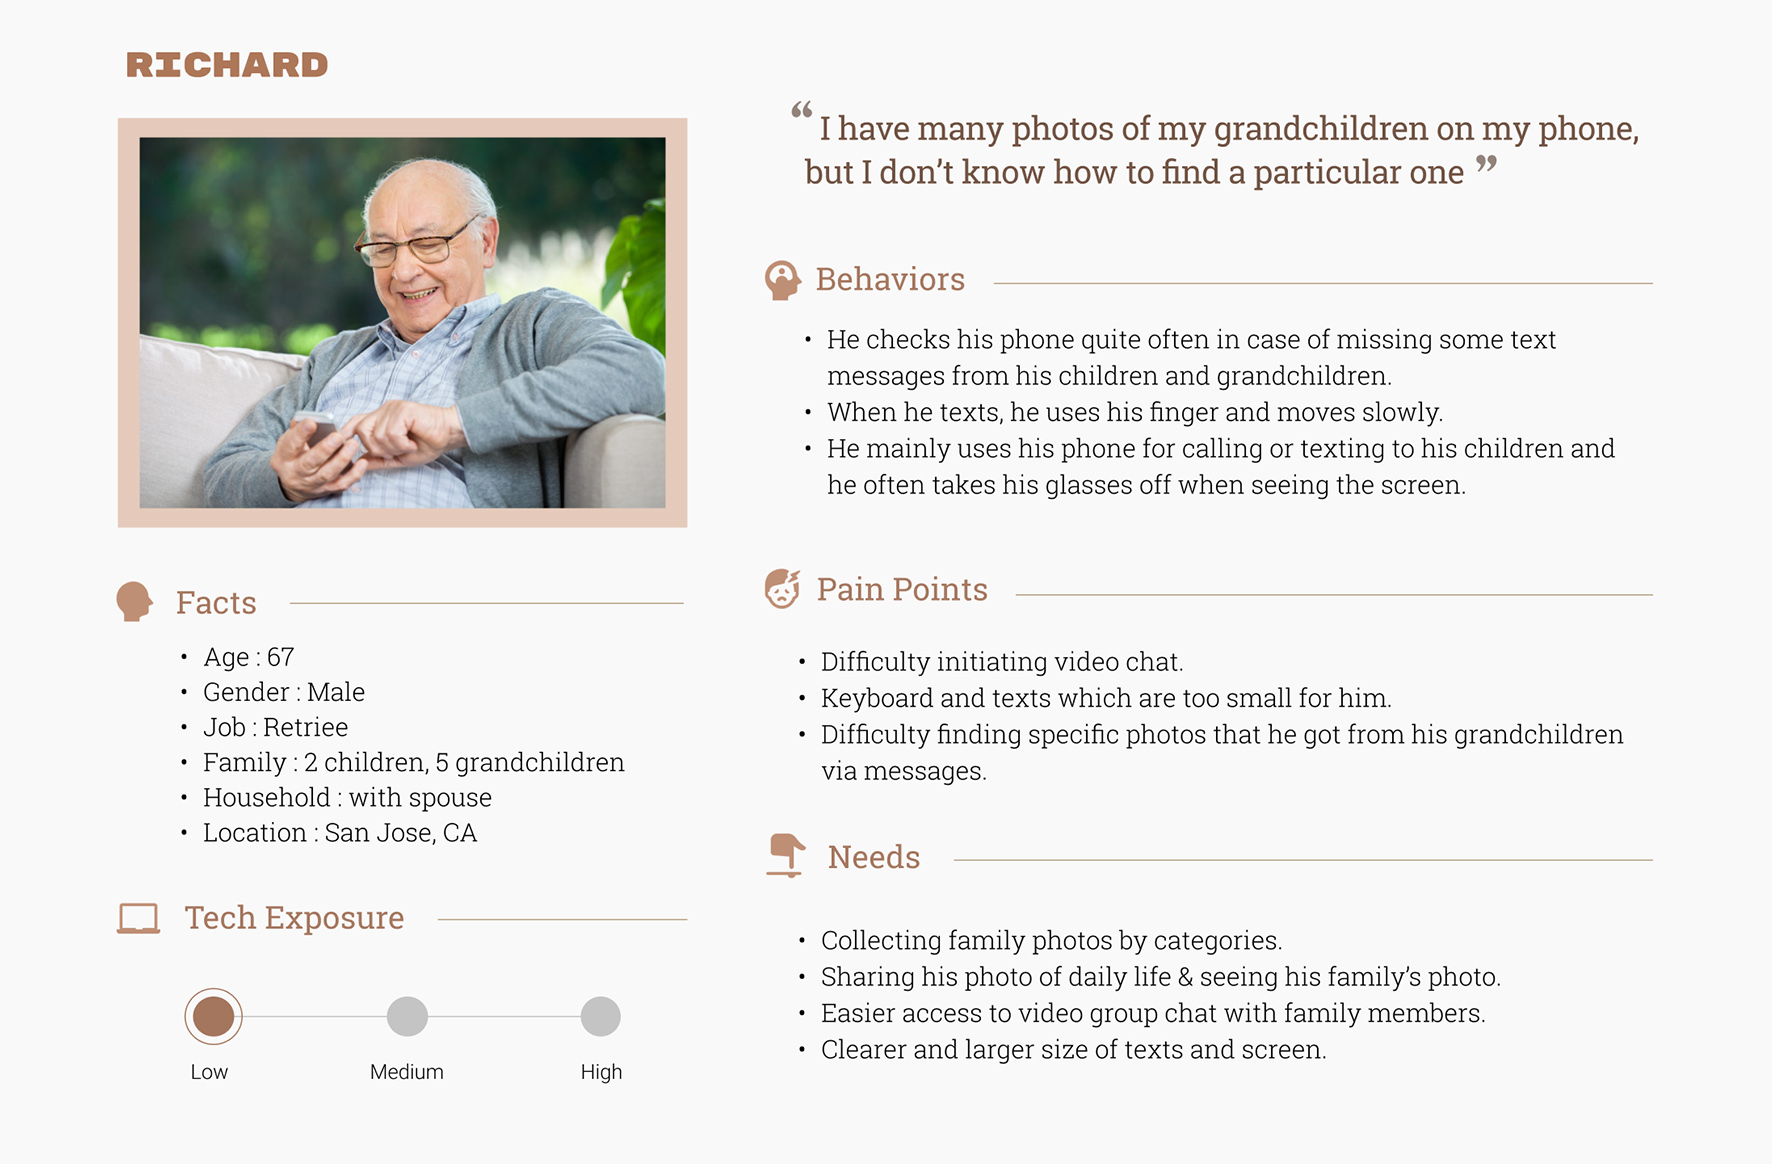 RICHARD
“ I have many photos of my grandchildren on my phone,
but I don’t know how to find a particular one ”
Behaviors
• He checks his phone quite often in case of missing some text
messages from his children and grandchildren.
• When he texts, he uses his finger and moves slowly.
• He mainly uses his phone for calling or texting to his children and
he often takes his glasses off when seeing the screen.
Facts
• Age : 67
• Gender : Male
• Job : Retriee
• Family : 2 children, 5 grandchildren
• Household : with spouse
• Location : San Jose, CA
Pain Points
• Difficulty initiating video chat.
• Keyboard and texts which are too small for him.
• Difficulty finding specific photos that he got from his grandchildren
via messages.
Tech Exposure
Low
Medium
High
Needs
• Collecting family photos by categories.
• Sharing his photo of daily life & seeing his family’s photo.
• Easier access to video group chat with family members.
• Clearer and larger size of texts and screen.